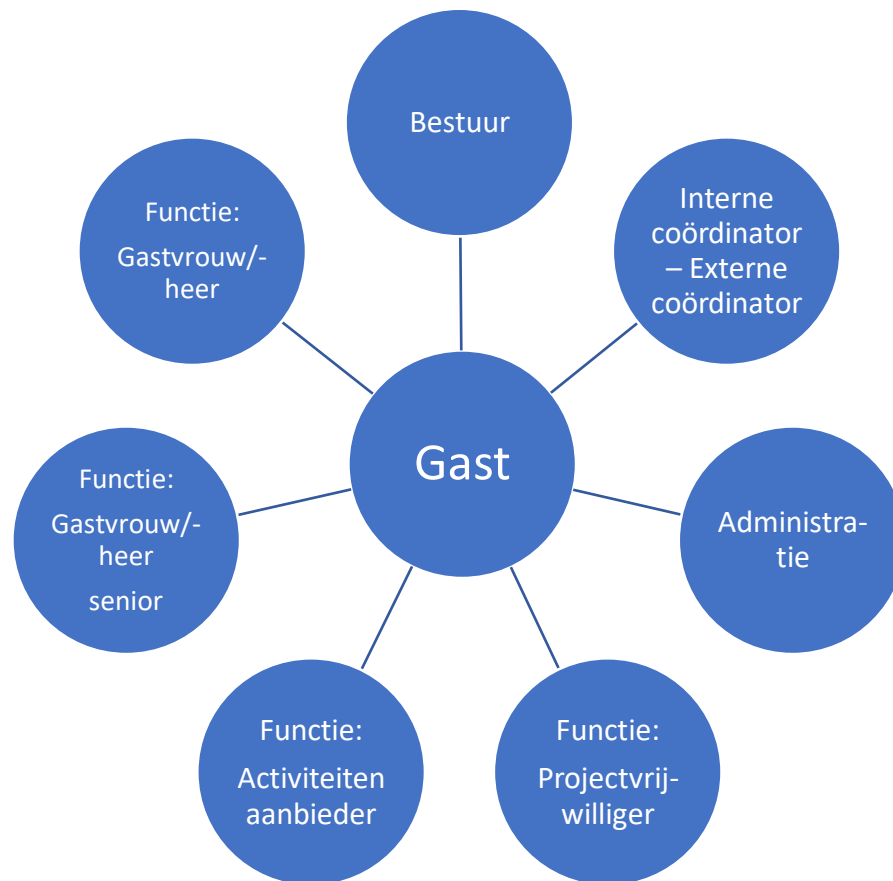 Bestuur
Interne
coördinator
– Externe
coördinator
Administra-
tie
Functie:
Projectvrij-
williger
Functie:
Activiteiten
aanbieder
Functie:
Gastvrouw/-
heer
senior
Functie:
Gastvrouw/-
heer
Gast